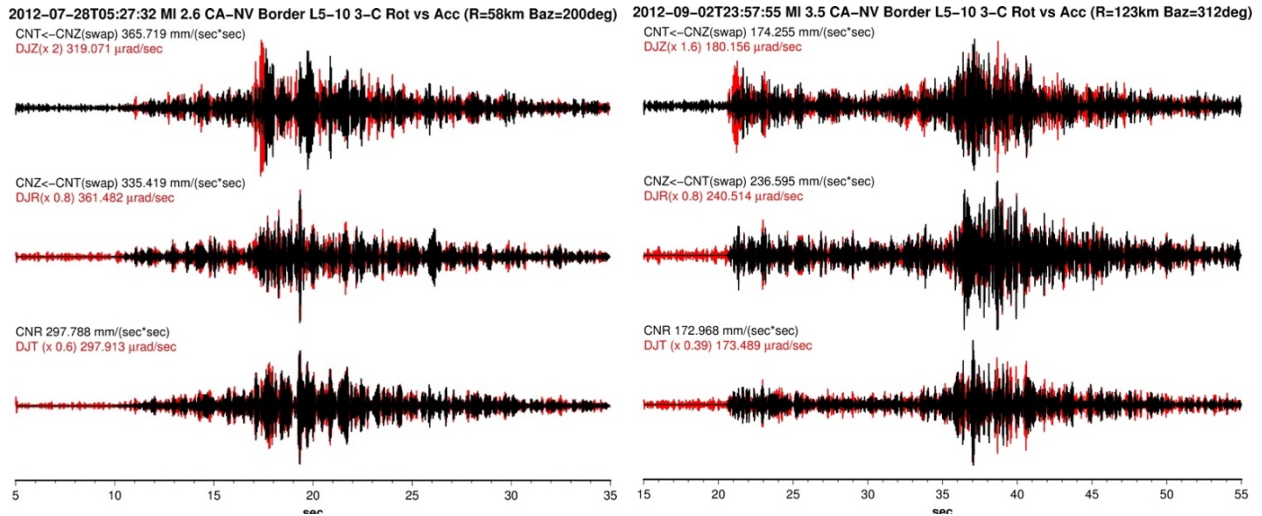 2012-07-28T05:27:32 Ml 2.6 CA-NV Border L5-10 3-C Rot vs Acc (R=58km Baz=200deg)
CNT<-CNZ(swap) 365.719 mm/(sec*sec)
DJZ(x 2) 319.071 µrad/sec
CNZ<-CNT(swap) 335.419 mm/(sec*sec)
DJR(x 0.8) 361.482 µrad/sec
CNR 297.788 mm/(sec*sec)
DJT (x 0.6) 297.913 µrad/sec
5 10 15 20 25 30 35
sec
2012-09-02T23:57:55 Ml 3.5 CA-NV Border L5-10 3-C Rot vs Acc (R=123km Baz=312deg)
CNT<-CNZ(swap) 174.255 mm/(sec*sec)
DJZ(x 1.6) 180.156 µrad/sec
CNZ<-CNT(swap) 236.595 mm/(sec*sec)
DJR(x 0.8) 240.514 µrad/sec
CNR 172.968 mm/(sec*sec)
DJT (x 0.39) 173.489 µrad/sec
15 20 25 30 35 40 45 50 55
sec